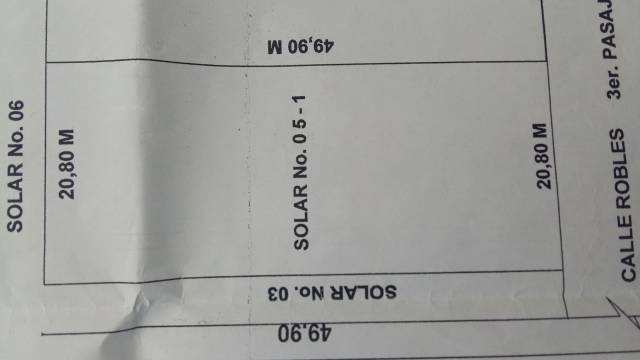 49,90 M
SOLAR No. 06
20,80 M
SOLAR No. 0 5 - 1
20,80 M
CALLE ROBLES 3er. PASAJ
SOLAR No. 03
49,90